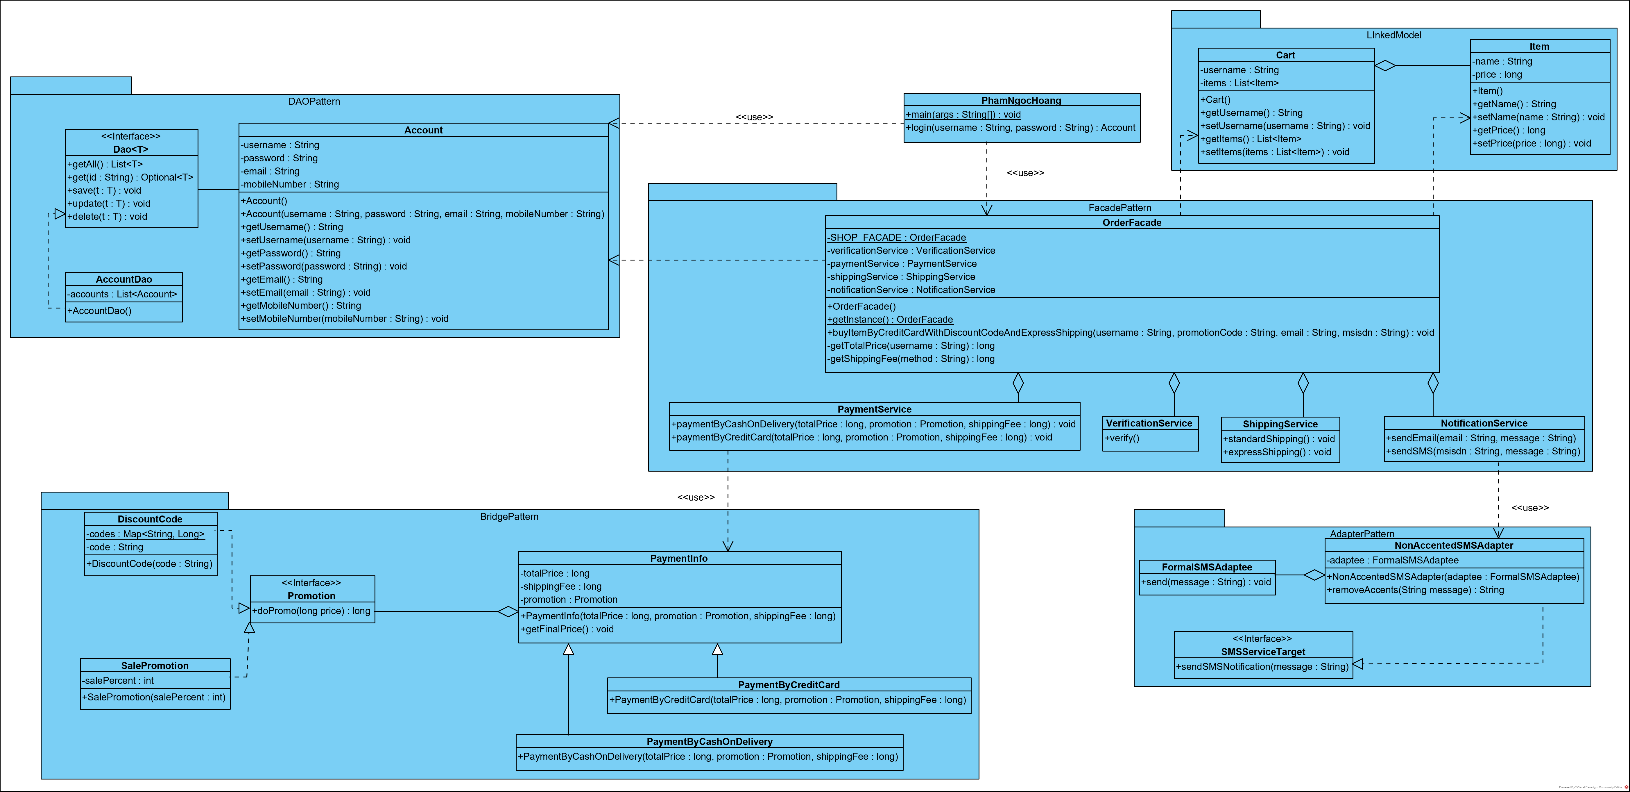 LInkedModel
Cart
-username : String
-items : List<Item>
+Cart()
+getUsername() : String
+setUsername(username : String) : void
+getItems() : List<Item>
+setItems(items : List<Item>) : void
Item
-name : String
-price : long
+Item()
+getName() : String
+setName(name : String) : void
+getPrice() : long
+setPrice(price : long) : void
DAOPattern
<<Interface>>
Dao<T>
+getAll() : List<T>
+get(id : String) : Optional<T>
+save(t : T) : void
+update(t : T) : void
+delete(t : T) : void
AccountDao
-accounts : List<Account>
+AccountDao()
Account
-username : String
-password : String
-email : String
-mobileNumber : String
+Account()
+Account(username : String, password : String, email : String, mobileNumber : String)
+getUsername() : String
+setUsername(username : String) : void
+getPassword() : String
+setPassword(password : String) : void
+getEmail() : String
+setEmail(email : String) : void
+getMobileNumber() : String
+setMobileNumber(mobileNumber : String) : void
<<use>>
PhamNgocHoang
+main(args : String[]) : void
+login(username : String, password : String) : Account
<<use>>
FacadePattern
OrderFacade
-SHOP_FACADE : OrderFacade
-verificationService : VerificationService
-paymentService : PaymentService
-shippingService : ShippingService
-notificationService : NotificationService
+OrderFacade()
+getInstance() : OrderFacade
+buyItemByCreditCardWithDiscountCodeAndExpressShipping(username : String, promotionCode : String, email : String, msisdn : String) : void
-getTotalPrice(username : String) : long
-getShippingFee(method : String) : long
PaymentService
+paymentByCashOnDelivery(totalPrice : long, promotion : Promotion, shippingFee : long) : void
+paymentByCreditCard(totalPrice : long, promotion : Promotion, shippingFee : long) : void
VerificationService
+verify()
ShippingService
+standardShipping() : void
+expressShipping() : void
NotificationService
+sendEmail(email : String, message : String)
+sendSMS(msisdn : String, message : String)
<<use>>
<<use>>
BridgePattern
DiscountCode
-codes : Map<String, Long>
-code : String
+DiscountCode(code : String)
<<Interface>>
Promotion
+doPromo(long price) : long
SalePromotion
-salePercent : int
+SalePromotion(salePercent : int)
PaymentInfo
-totalPrice : long
-shippingFee : long
-promotion : Promotion
+PaymentInfo(totalPrice : long, promotion : Promotion, shippingFee : long)
+getFinalPrice() : void
PaymentByCreditCard
+PaymentByCreditCard(totalPrice : long, promotion : Promotion, shippingFee : long)
PaymentByCashOnDelivery
+PaymentByCashOnDelivery(totalPrice : long, promotion : Promotion, shippingFee : long)
AdapterPattern
FormalSMSAdaptee
+send(message : String) : void
NonAccentedSMSAdapter
-adaptee : FormalSMSAdaptee
+NonAccentedSMSAdapter(adaptee : FormalSMSAdaptee)
+removeAccents(String message) : String
<<Interface>>
SMSServiceTarget
+sendSMSNotification(message : String)